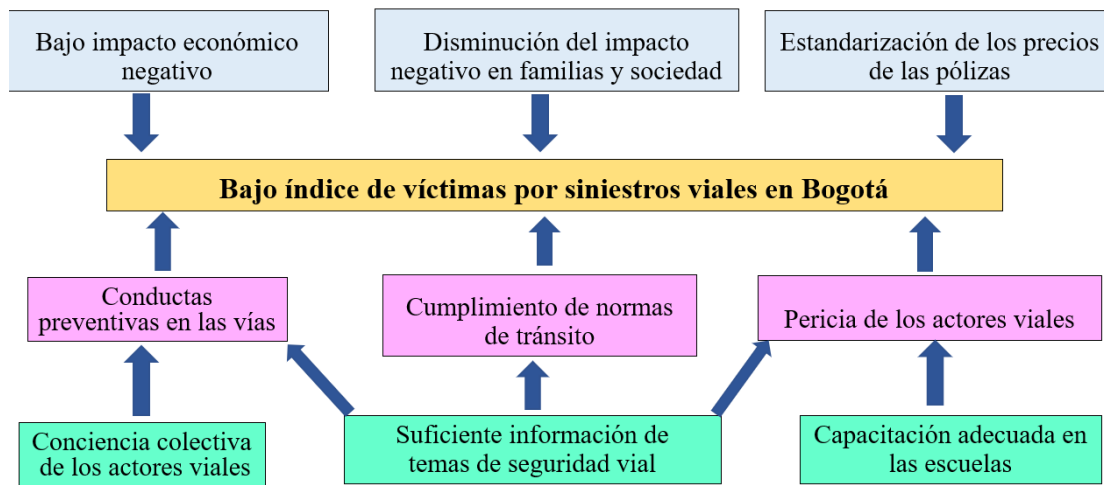 Bajo impacto económico
negativo
Disminución del impacto
negativo en familias y sociedad
Estandarización de los precios
de las pólizas
Bajo índice de víctimas por siniestros viales en Bogotá
Conductas
preventivas en las vías
Cumplimiento de normas
de tránsito
Pericia de los actores viales
Conciencia colectiva
de los actores viales
Suficiente información de
temas de seguridad vial
Capacitación adecuada en
las escuelas